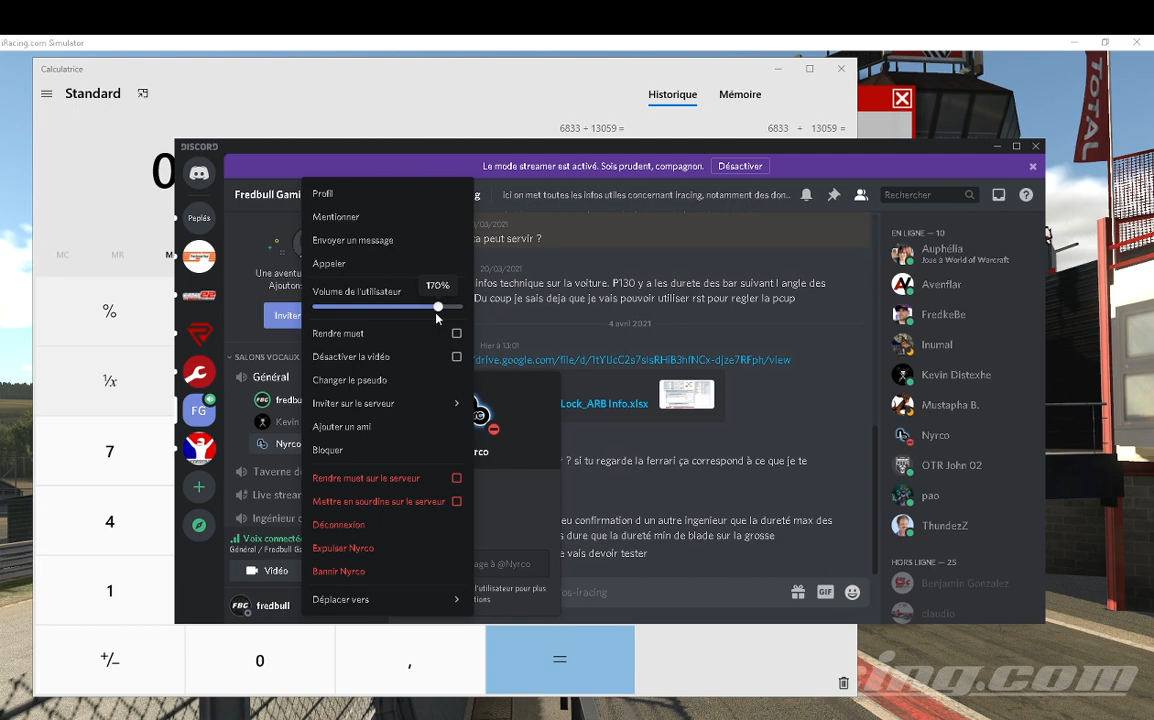 iRacing.com Simulator
Calculatrice
Standard
Historique
Mémoire
6833 ÷ 13059 =
6833 ÷ 13059 =
0
MC
MR
M
%
⅟x
7
4
1
+/−
0
,
=
TOTAL
DISCORD
Le mode streamer est activé. Sois prudent, compagnon.
Désactiver
Peplés
FG
Fredbull Gami
Une aventu
Ajouton
Inviter
SALONS VOCAUX
Général
fredbu
Kevin
Nyrco
Taverne d
Live strea
Ingénieur
Voix connecté
Général / Fredbull Ga
Vidéo
FBC
fredbull
Profil
Mentionner
Envoyer un message
Appeler
Volume de l'utilisateur
170%
Rendre muet
Désactiver la vidéo
Changer le pseudo
Inviter sur le serveur
Ajouter un ami
Bloquer
Rendre muet sur le serveur
Mettre en sourdine sur le serveur
Déconnexion
Expulser Nyrco
Bannir Nyrco
Déplacer vers
g
ici on met toutes les infos utiles concernant iracing, notamment des don...
Rechercher
/03/2021
ça peut servir ?
20/03/2021
infos technique sur la voiture. P130 y a les durete des bar suivant l angle des
Du coup je sais deja que je vais pouvoir utiliser rst pour regler la pcup
4 avril 2021
Hier à 13:01
Lock_ARB Info.xlsx
rco
? si tu regarde la ferrari ça correspond à ce que je te
eu confirmation d un autre ingenieur que la dureté max des
s dure que la dureté min de blade sur la grosse
e vais devoir tester
age à @Nyrco
l'utilisateur pour plus
tions
os-iracing
GIF
EN LIGNE — 10
Auphélia
Joue à World of Warcraft
Avenflar
FredkeBe
Inumal
Kevin Distexhe
Mustapha B.
Nyrco
OTR John 02
pao
ThundezZ
HORS LIGNE — 25
Benjamin Gonzalez
claudio
cing.com